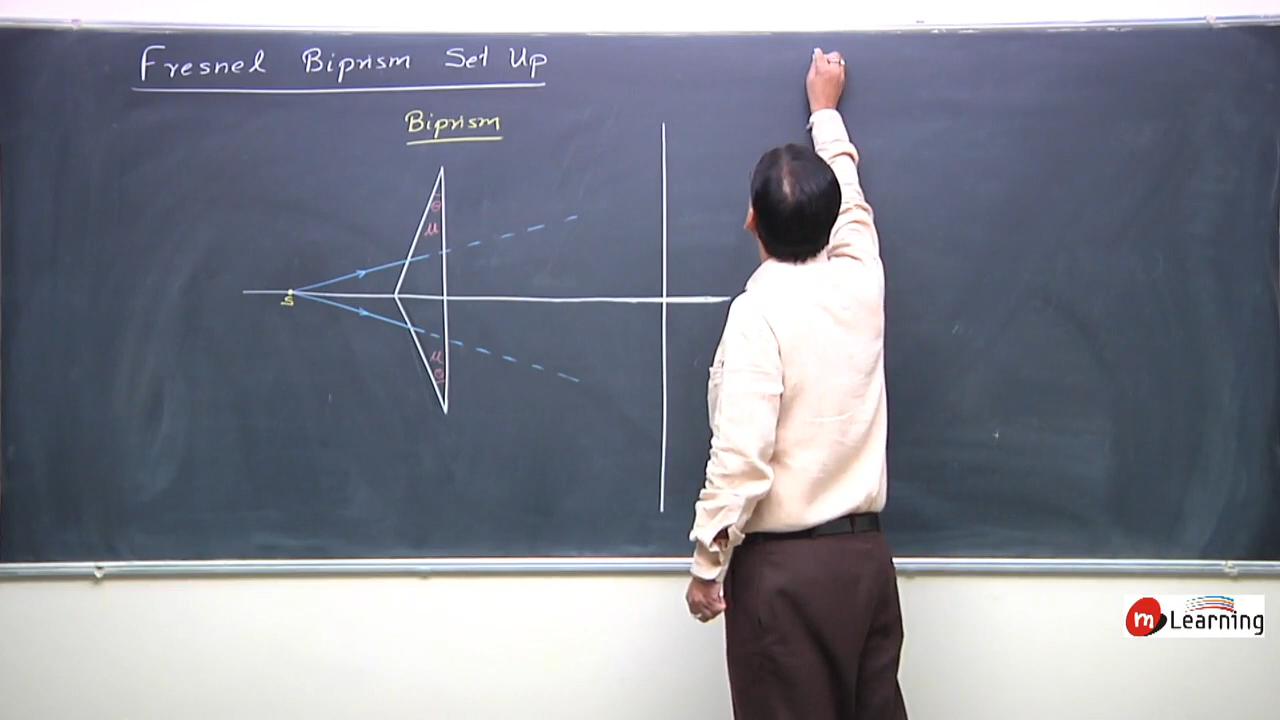 Fresnel Biprism Set Up
Biprism
θ
μ
S
μ
θ
m Learning